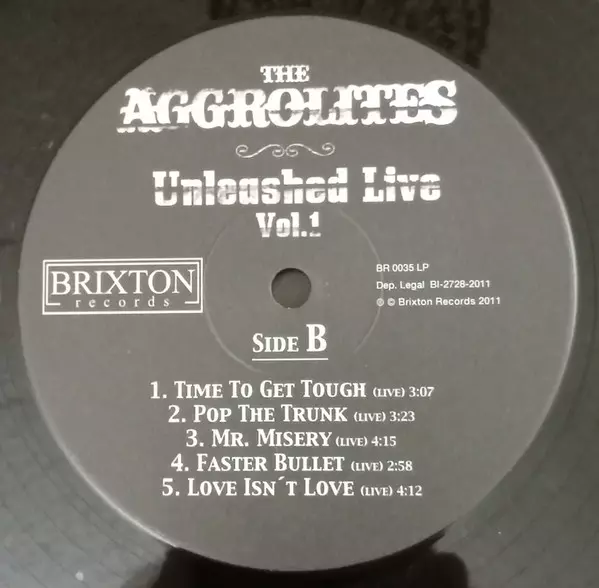 THE
AGGROLITES
Unleashed Live
Vol.1
BRIXTON
records
BR 0035 LP
Dep. Legal BI-2728-2011
℗ © Brixton Records 2011
SIDE B
1. TIME TO GET TOUGH (LIVE) 3:07
2. POP THE TRUNK (LIVE) 3:23
3. MR. MISERY (LIVE) 4:15
4. FASTER BULLET (LIVE) 2:58
5. LOVE ISN´T LOVE (LIVE) 4:12